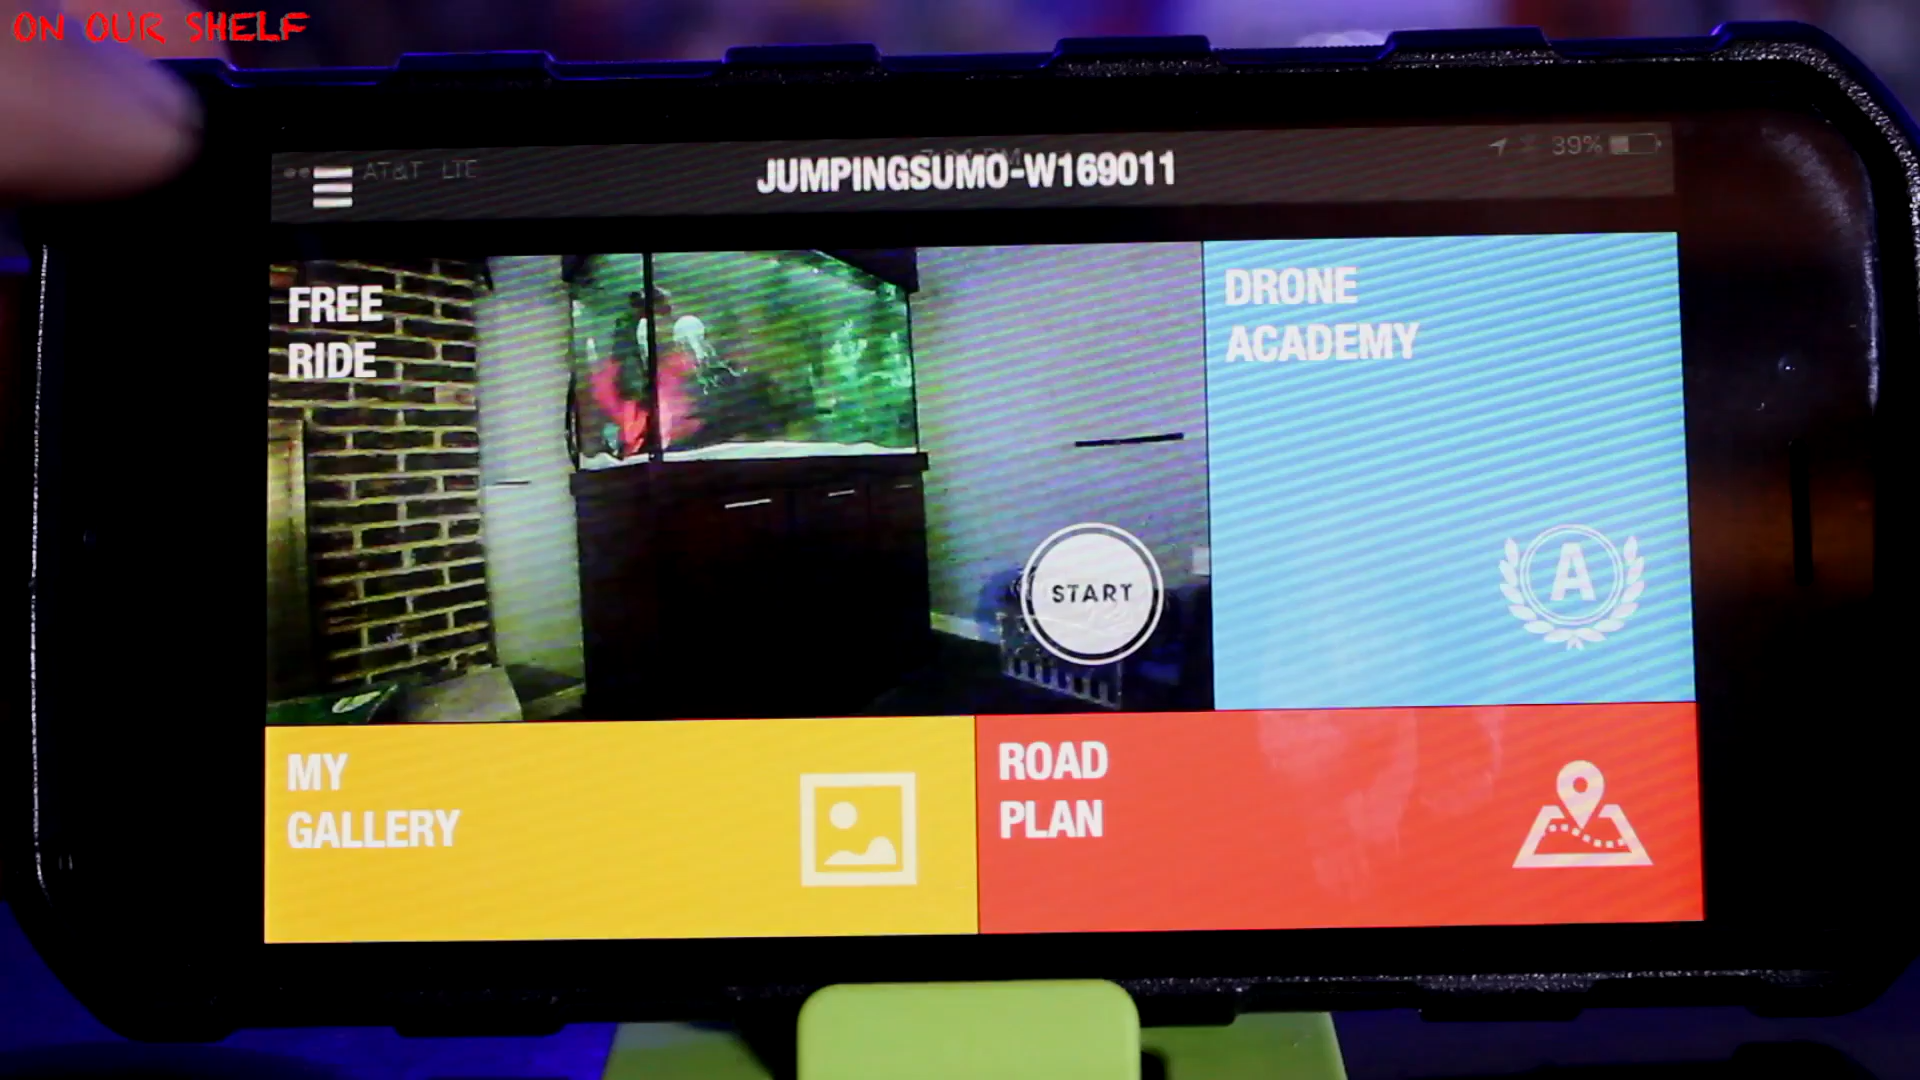 ON OUR SHELF
AT&T LTE
39%
JUMPINGSUMO-W169011
FREE
RIDE
DRONE
ACADEMY
START
A
MY
GALLERY
ROAD
PLAN